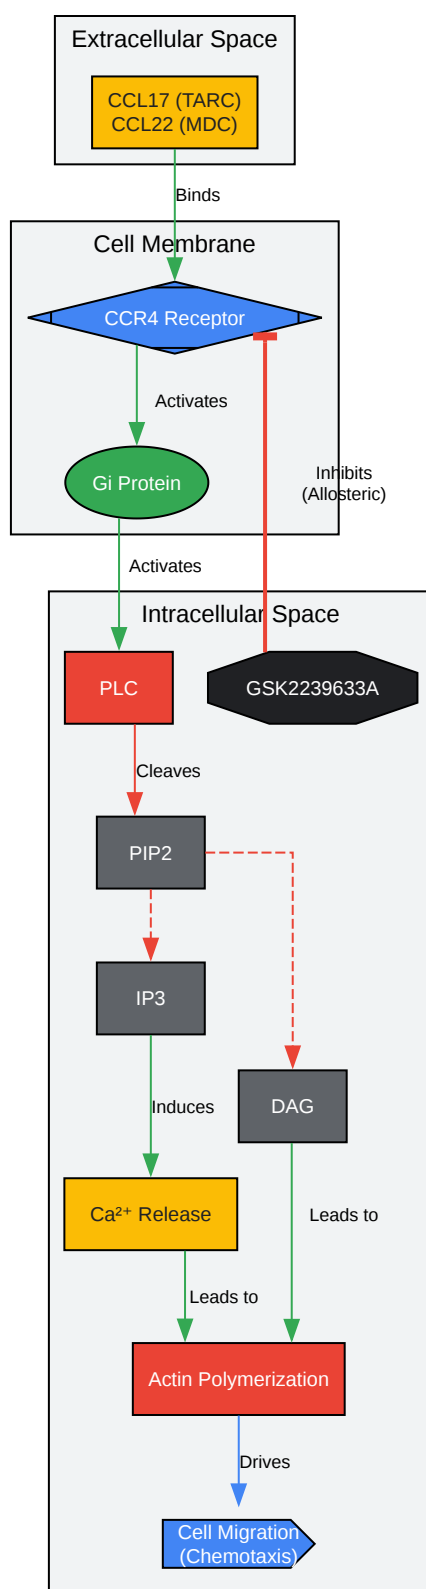 Extracellular Space
CCL17 (TARC)
CCL22 (MDC)
Binds
Cell Membrane
CCR4 Receptor
Activates
Gi Protein
Inhibits
(Allosteric)
Activates
Intracellular Space
PLC
GSK2239633A
Cleaves
PIP2
IP3
DAG
Induces
Ca²⁺ Release
Leads to
Leads to
Actin Polymerization
Drives
Cell Migration
(Chemotaxis)